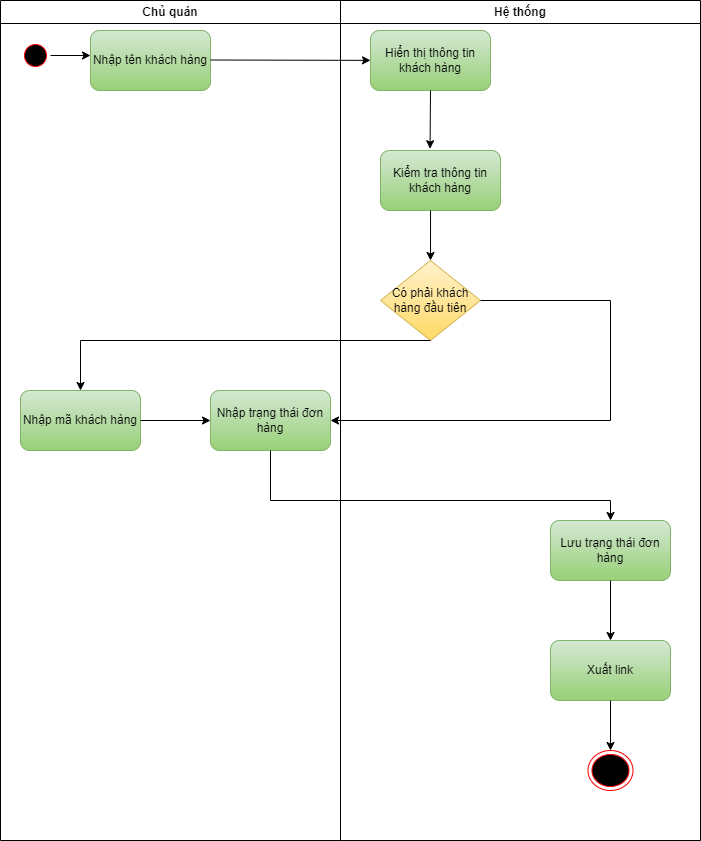 Chủ quán
Hệ thống
Nhập tên khách hàng
Hiển thị thông tin
khách hàng
Kiểm tra thông tin
khách hàng
Có phải khách
hàng đầu tiên
Nhập mã khách hàng
Nhập trạng thái đơn
hàng
Lưu trạng thái đơn
hàng
Xuất link